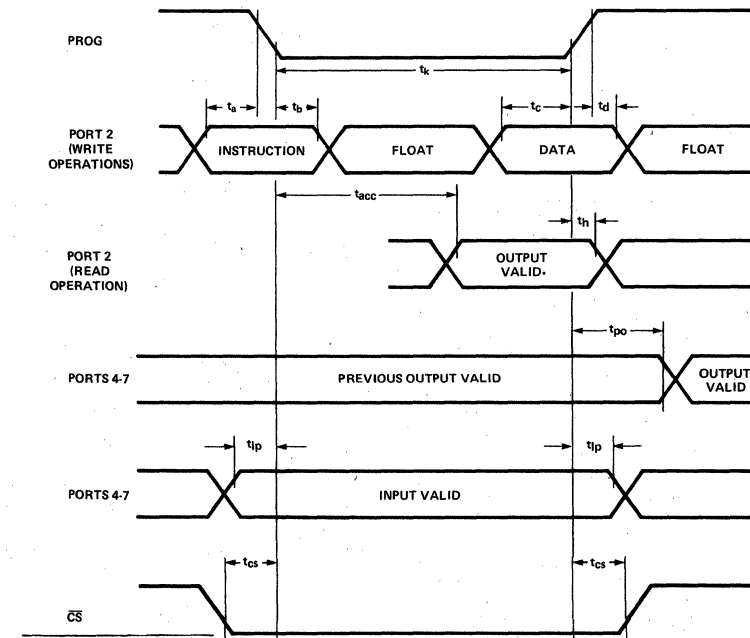 PROG
tk
ta
tb
tc
td
PORT 2
(WRITE
OPERATIONS)
INSTRUCTION
FLOAT
DATA
FLOAT
tacc
th
PORT 2
(READ
OPERATION)
OUTPUT
VALID.
tpo
PORTS 4-7
PREVIOUS OUTPUT VALID
OUTPUT
VALID
tlp
tlp
PORTS 4-7
INPUT VALID
tcs
tcs
CS